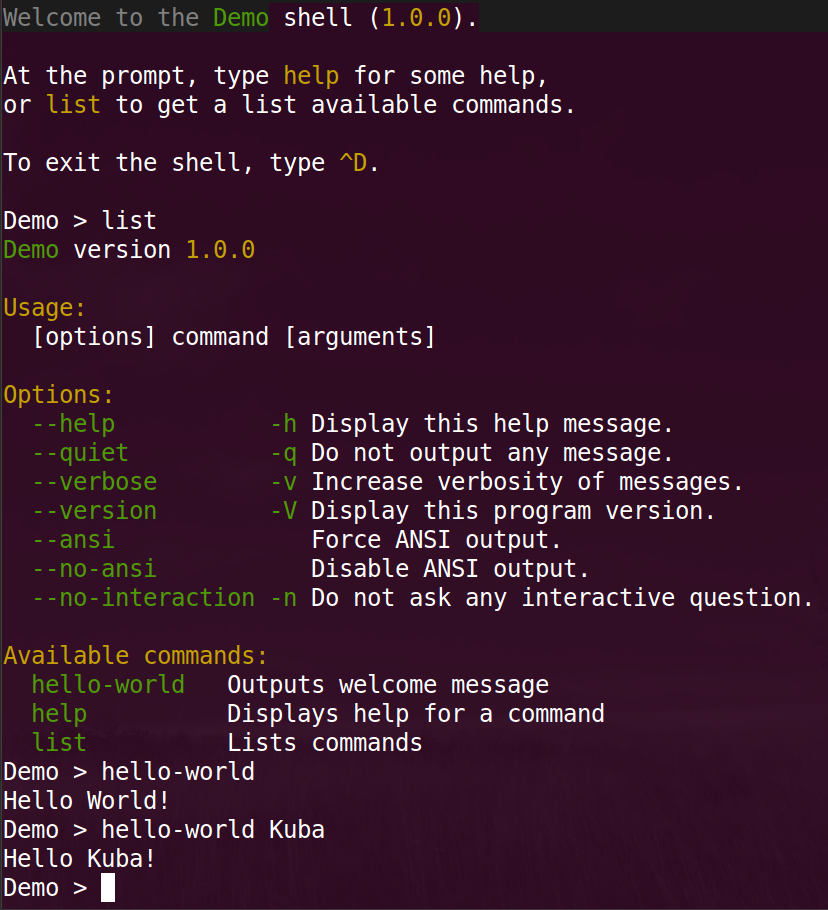 Welcome to the Demo shell (1.0.0).

At the prompt, type help for some help,
or list to get a list available commands.

To exit the shell, type ^D.

Demo > list
Demo version 1.0.0

Usage:
  [options] command [arguments]

Options:
  --help           -h Display this help message.
  --quiet          -q Do not output any message.
  --verbose        -v Increase verbosity of messages.
  --version        -V Display this program version.
  --ansi              Force ANSI output.
  --no-ansi           Disable ANSI output.
  --no-interaction -n Do not ask any interactive question.

Available commands:
  hello-world   Outputs welcome message
  help          Displays help for a command
  list          Lists commands
Demo > hello-world
Hello World!
Demo > hello-world Kuba
Hello Kuba!
Demo >